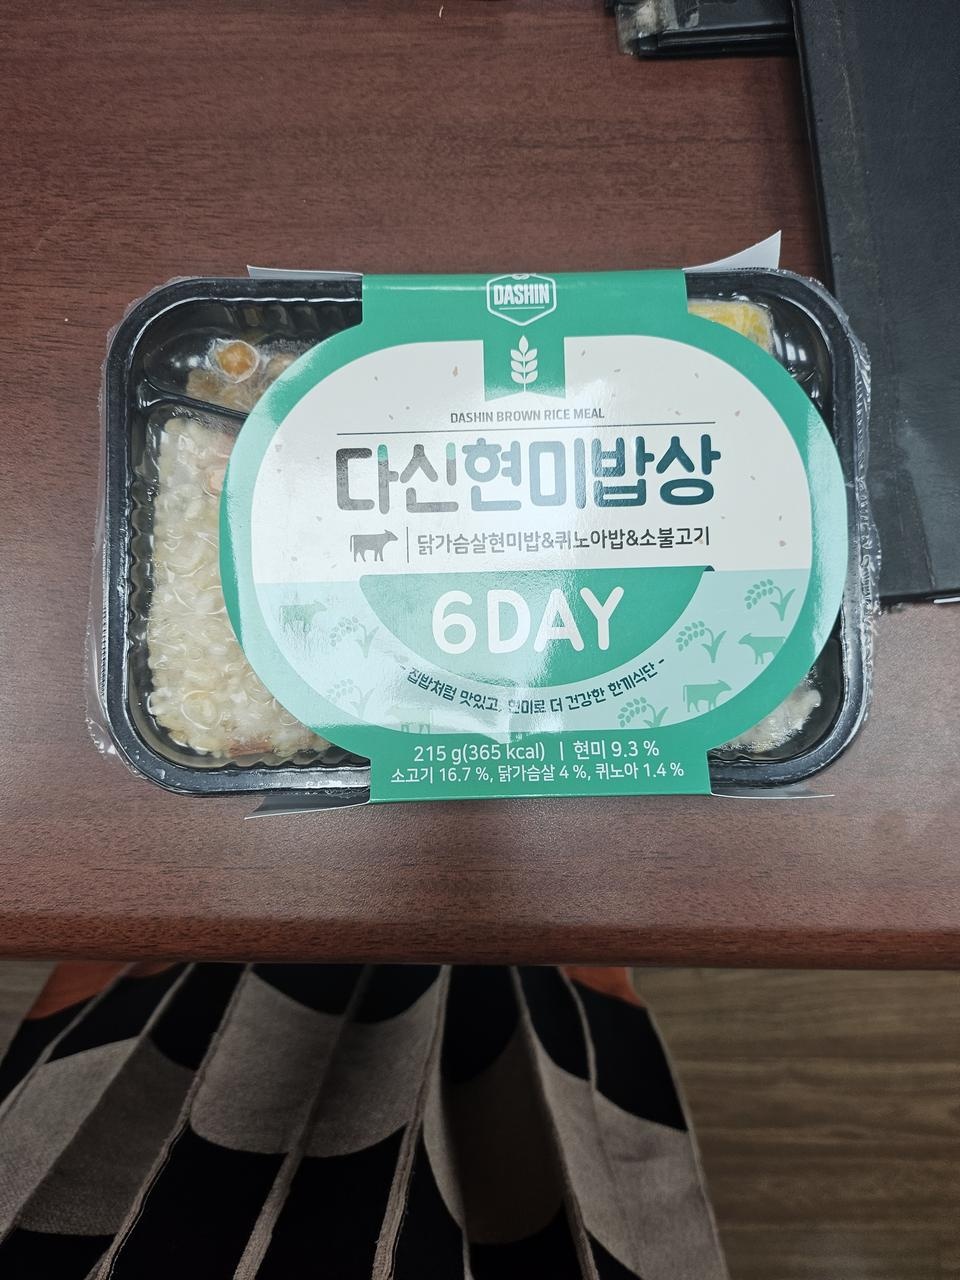 DASHIN
DASHIN BROWN RICE MEAL
다신현미밥상
닭가슴살현미밥&퀴노아밥&소불고기
6DAY
- 집밥처럼 맛있고, 현미로 더 건강한 한끼식단 -
215 g(365 kcal) | 현미 9.3 %
소고기 16.7 %, 닭가슴살 4 %, 퀴노아 1.4 %